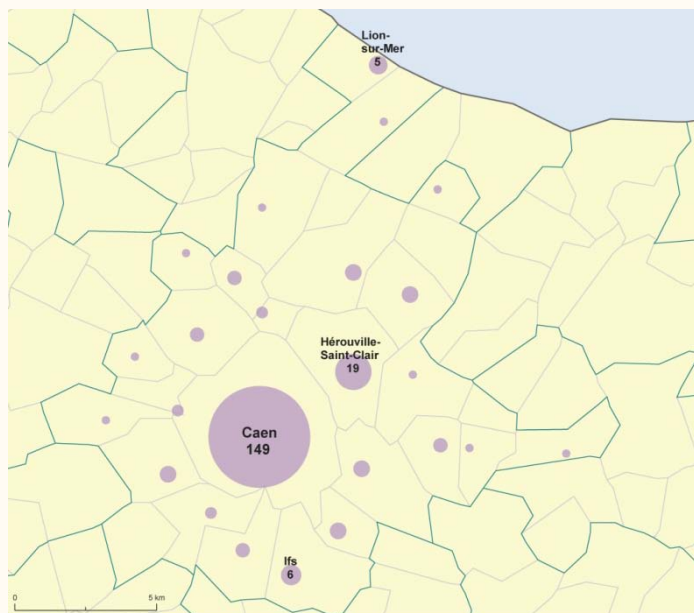 Lion-
sur-Mer
5
Hérouville-
Saint-Clair
19
Caen
149
Ifs
6
0 5 km